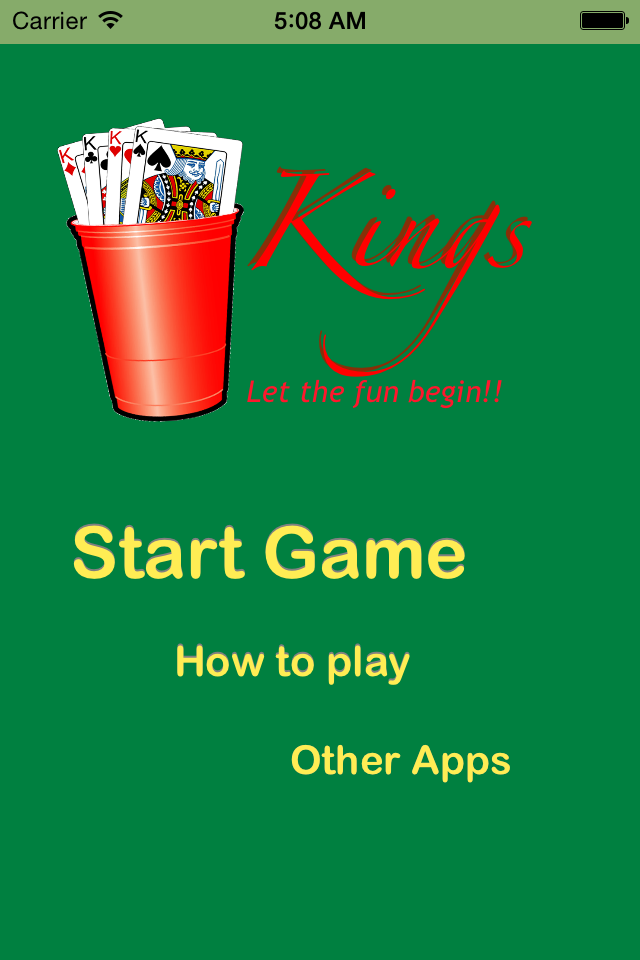 Carrier 5:08 AM
K K K K
Kings
Let the fun begin!!
Start Game
How to play
Other Apps